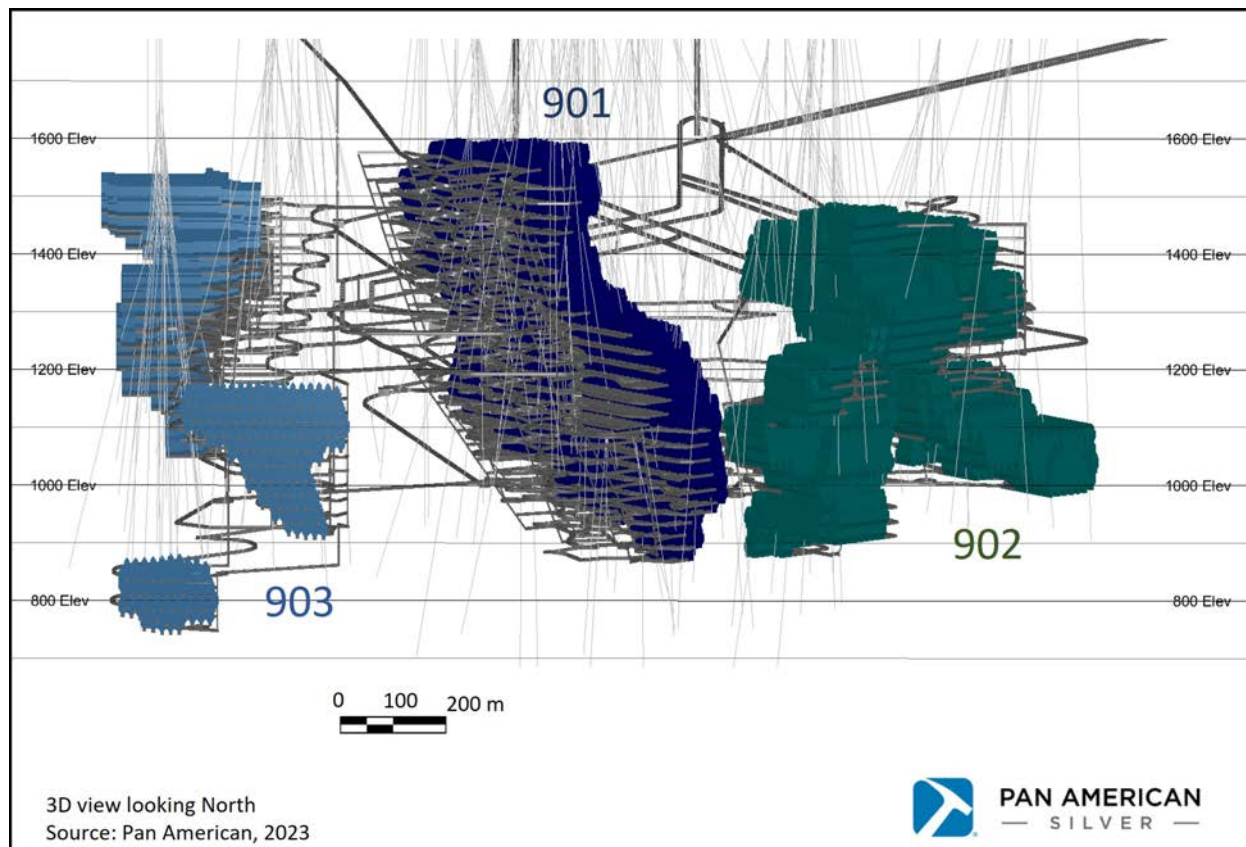 901
1600 Elev 1600 Elev
1400 Elev 1400 Elev
1200 Elev 1200 Elev
1000 Elev 1000 Elev
902
800 Elev 800 Elev
903
0 100 200 m
3D view looking North
Source: Pan American, 2023
PAN AMERICAN
— SILVER —